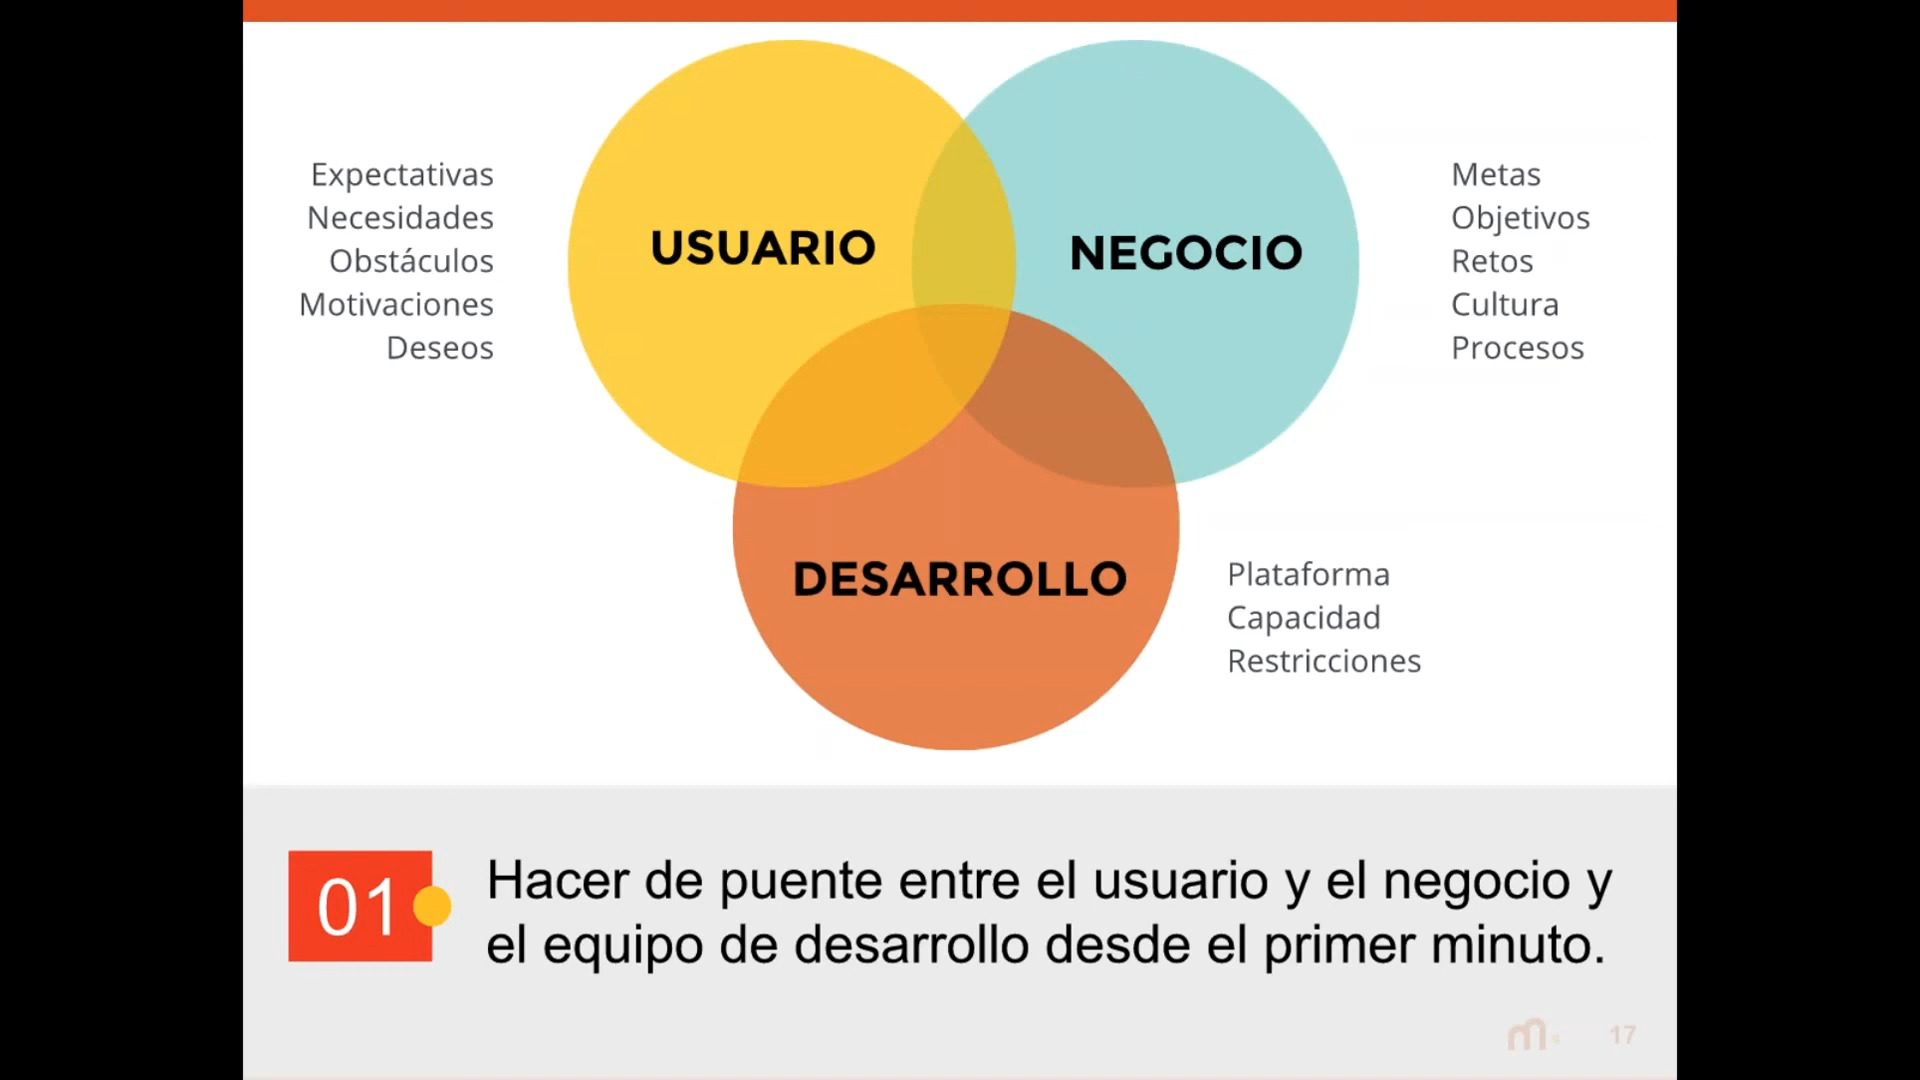 Expectativas
Necesidades
Obstáculos
Motivaciones
Deseos
USUARIO
NEGOCIO
Metas
Objetivos
Retos
Cultura
Procesos
DESARROLLO
Plataforma
Capacidad
Restricciones
01
Hacer de puente entre el usuario y el negocio y
el equipo de desarrollo desde el primer minuto.
m.
17